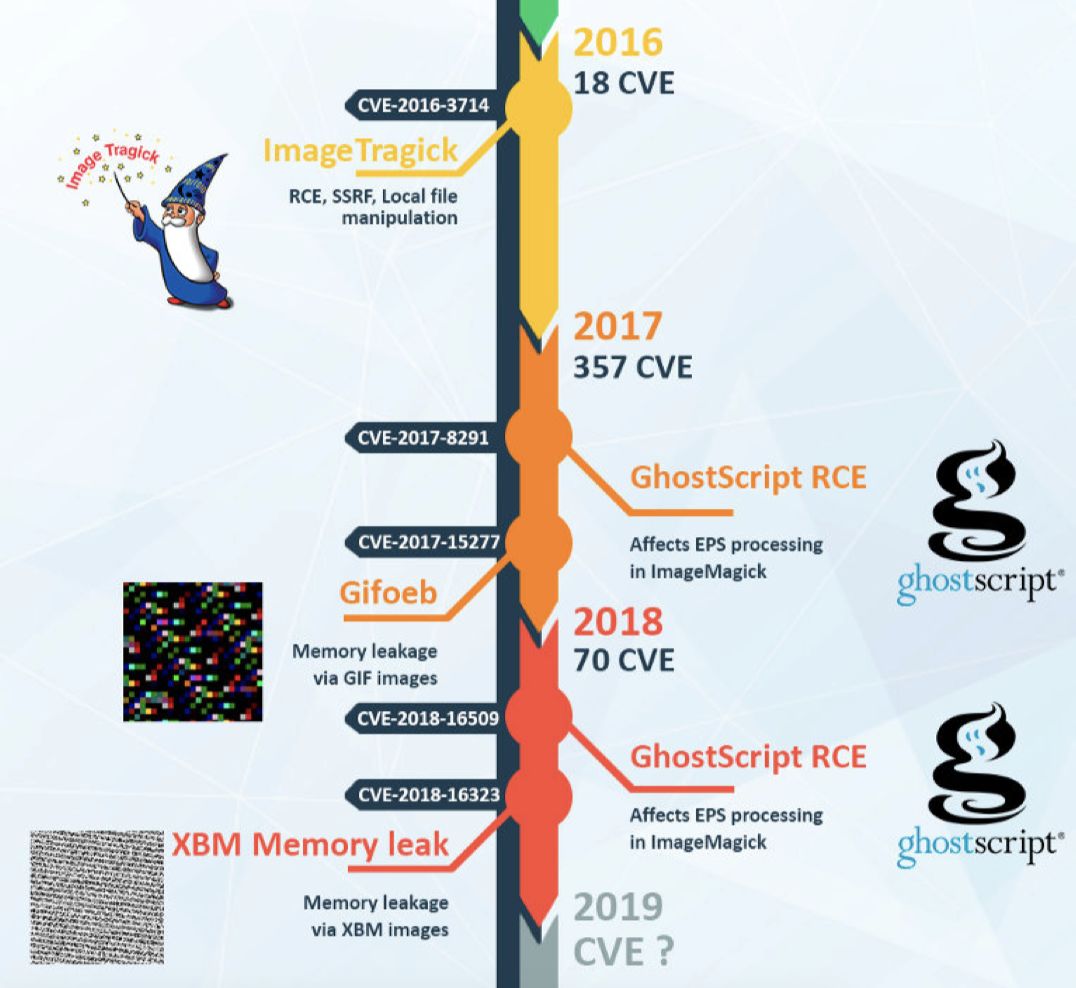 2016
18 CVE
CVE-2016-3714
ImageTragick
Image Tragick
RCE, SSRF, Local file
manipulation
2017
357 CVE
CVE-2017-8291
GhostScript RCE
Affects EPS processing
in ImageMagick
ghostscript®
CVE-2017-15277
Gifoeb
Memory leakage
via GIF images
2018
70 CVE
CVE-2018-16509
GhostScript RCE
Affects EPS processing
in ImageMagick
ghostscript®
CVE-2018-16323
XBM Memory leak
Memory leakage
via XBM images
2019
CVE ?